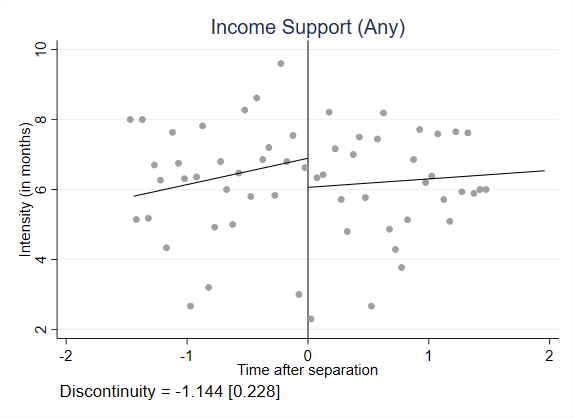 Income Support (Any)
Intensity (in months)
10
8
6
4
2
-2
-1
0
1
2
Time after separation
Discontinuity = -1.144 [0.228]